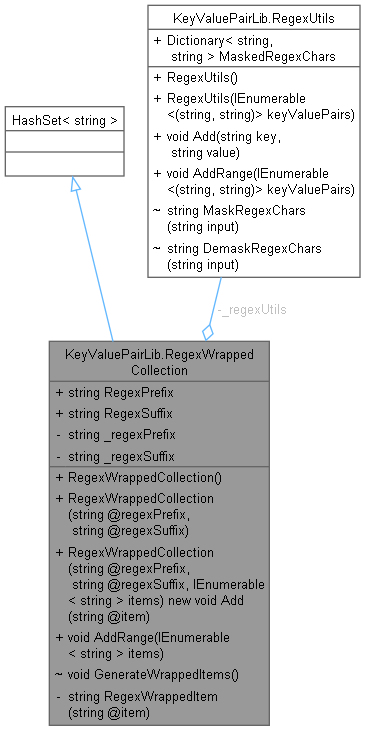 KeyValuePairLib.RegexUtils
+ Dictionary< string,
string > MaskedRegexChars
+ RegexUtils()
+ RegexUtils(IEnumerable
<(string, string)> keyValuePairs)
+ void Add(string key,
string value)
+ void AddRange(IEnumerable
<(string, string)> keyValuePairs)
~ string MaskRegexChars
(string input)
~ string DemaskRegexChars
(string input)
HashSet< string >
-_regexUtils
KeyValuePairLib.RegexWrapped
Collection
+ string RegexPrefix
+ string RegexSuffix
- string _regexPrefix
- string _regexSuffix
+ RegexWrappedCollection()
+ RegexWrappedCollection
(string @regexPrefix,
string @regexSuffix)
+ RegexWrappedCollection
(string @regexPrefix,
string @regexSuffix, IEnumerable
< string > items) new void Add
(string @item)
+ void AddRange(IEnumerable
< string > items)
~ void GenerateWrappedItems()
- string RegexWrappedItem
(string @item)